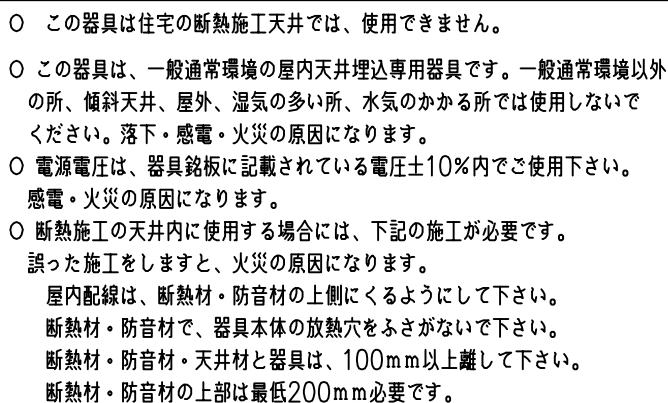 ○　この器具は住宅の断熱施工天井では、使用できません。
○ この器具は、一般通常環境の屋内天井埋込専用器具です。一般通常環境以外
の所、傾斜天井、屋外、湿気の多い所、水気のかかる所では使用しないで
ください。落下・感電・火災の原因になります。
○ 電源電圧は、器具銘板に記載されている電圧±10%内でご使用下さい。
感電・火災の原因になります。
○ 断熱施工の天井内に使用する場合には、下記の施工が必要です。
誤った施工をしますと、火災の原因になります。
屋内配線は、断熱材・防音材の上側にくるようにして下さい。
断熱材・防音材で、器具本体の放熱穴をふさがないで下さい。
断熱材・防音材・天井材と器具は、100mm以上離して下さい。
断熱材・防音材の上部は最低200mm必要です。